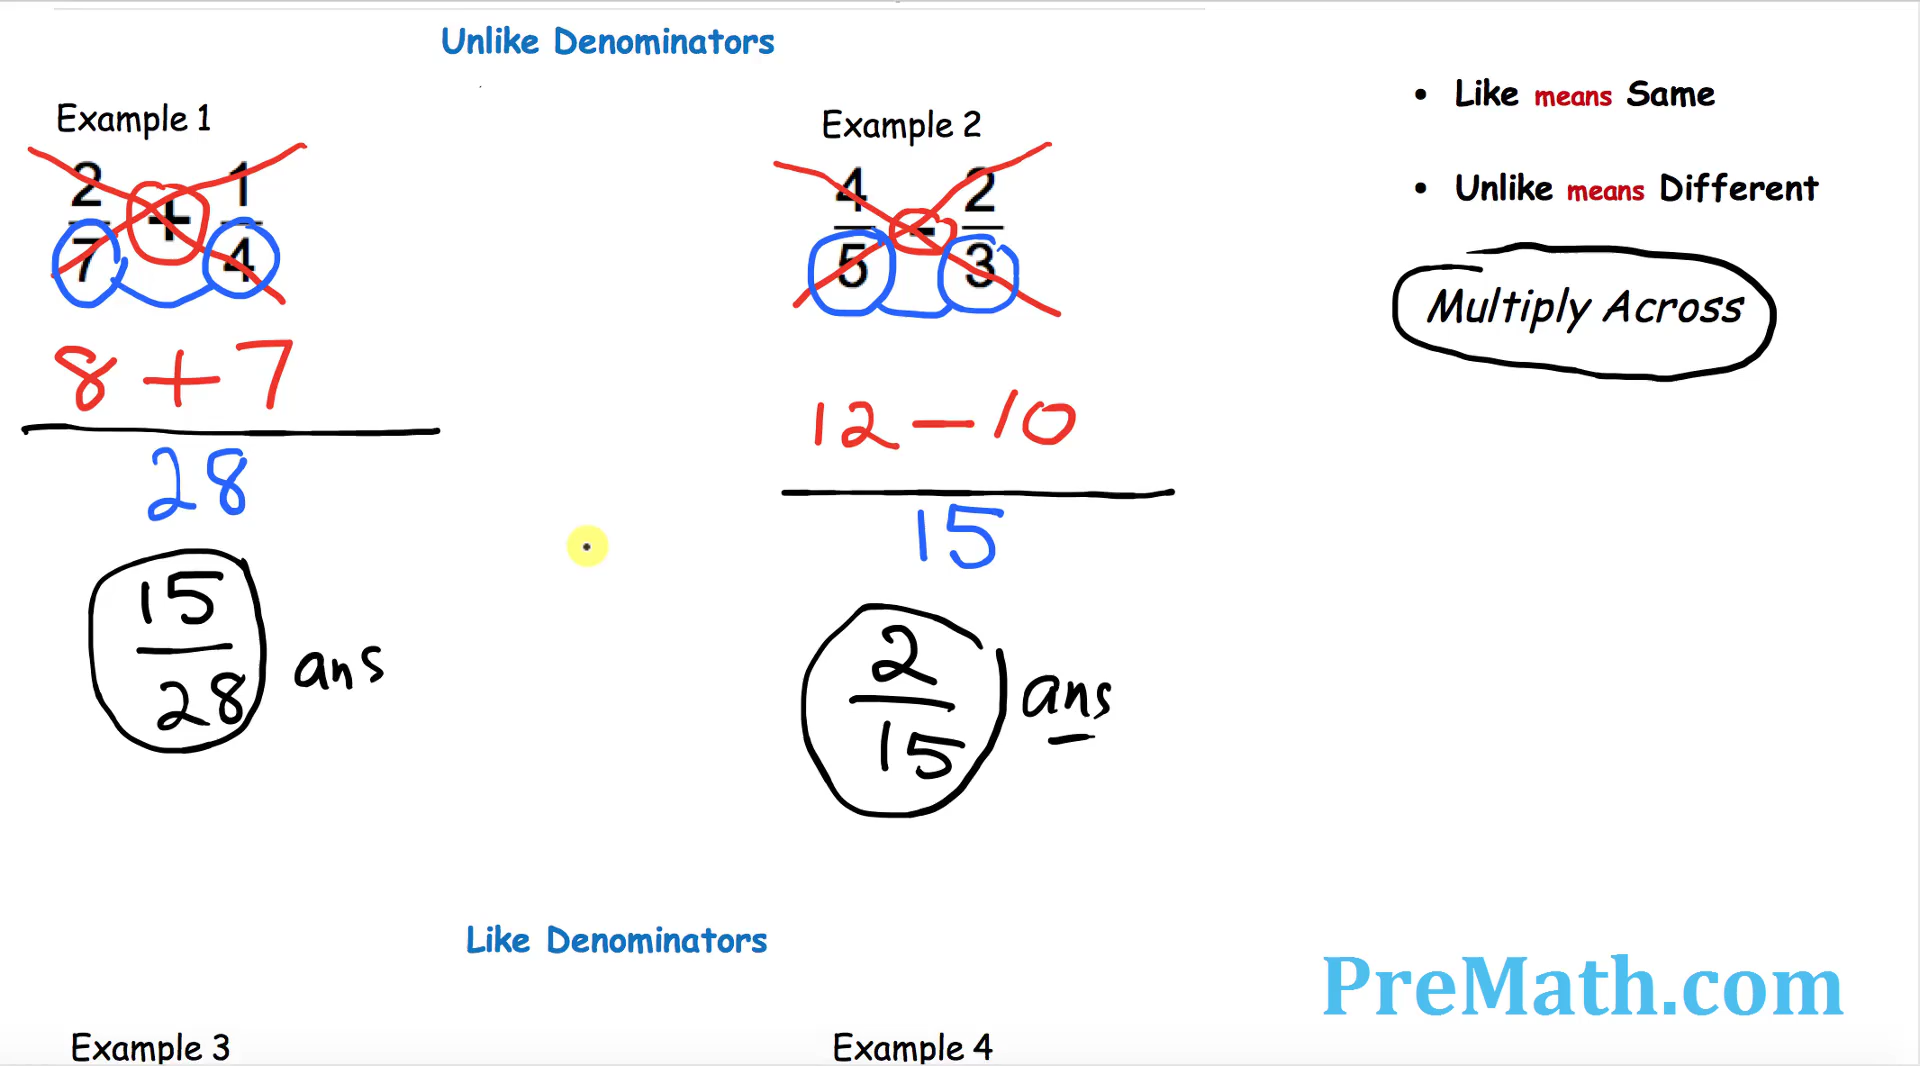 Unlike Denominators
Example 1
2/7 + 1/4
8 + 7
28
15/28 ans
Example 2
4/5 - 2/3
12 - 10
15
2/15 ans
• Like means Same
• Unlike means Different
Multiply Across
Like Denominators
Example 3
Example 4
PreMath.com